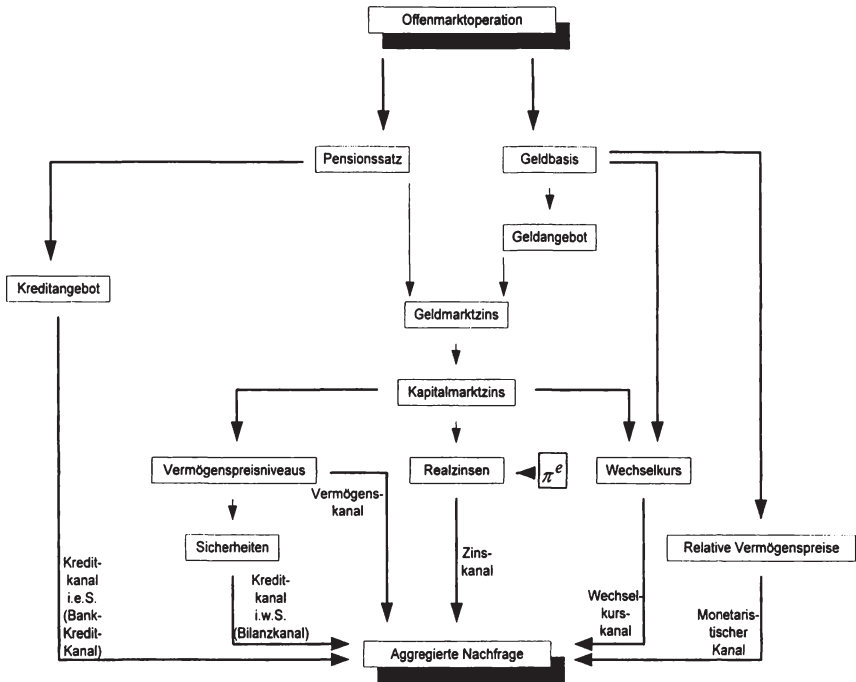 Offenmarktoperation
Pensionssatz
Geldbasis
Geldangebot
Kreditangebot
Geldmarktzins
Kapitalmarktzins
Vermögenspreisniveaus
Realzinsen
π^e
Wechselkurs
Vermögens-
kanal
Sicherheiten
Relative Vermögenspreise
Kredit-
kanal
i.e.S.
(Bank-
Kredit-
Kanal)
Kredit-
kanal
i.w.S.
(Bilanzkanal)
Zins-
kanal
Wechsel-
kurs-
kanal
Monetaris-
tischer
Kanal
Aggregierte Nachfrage